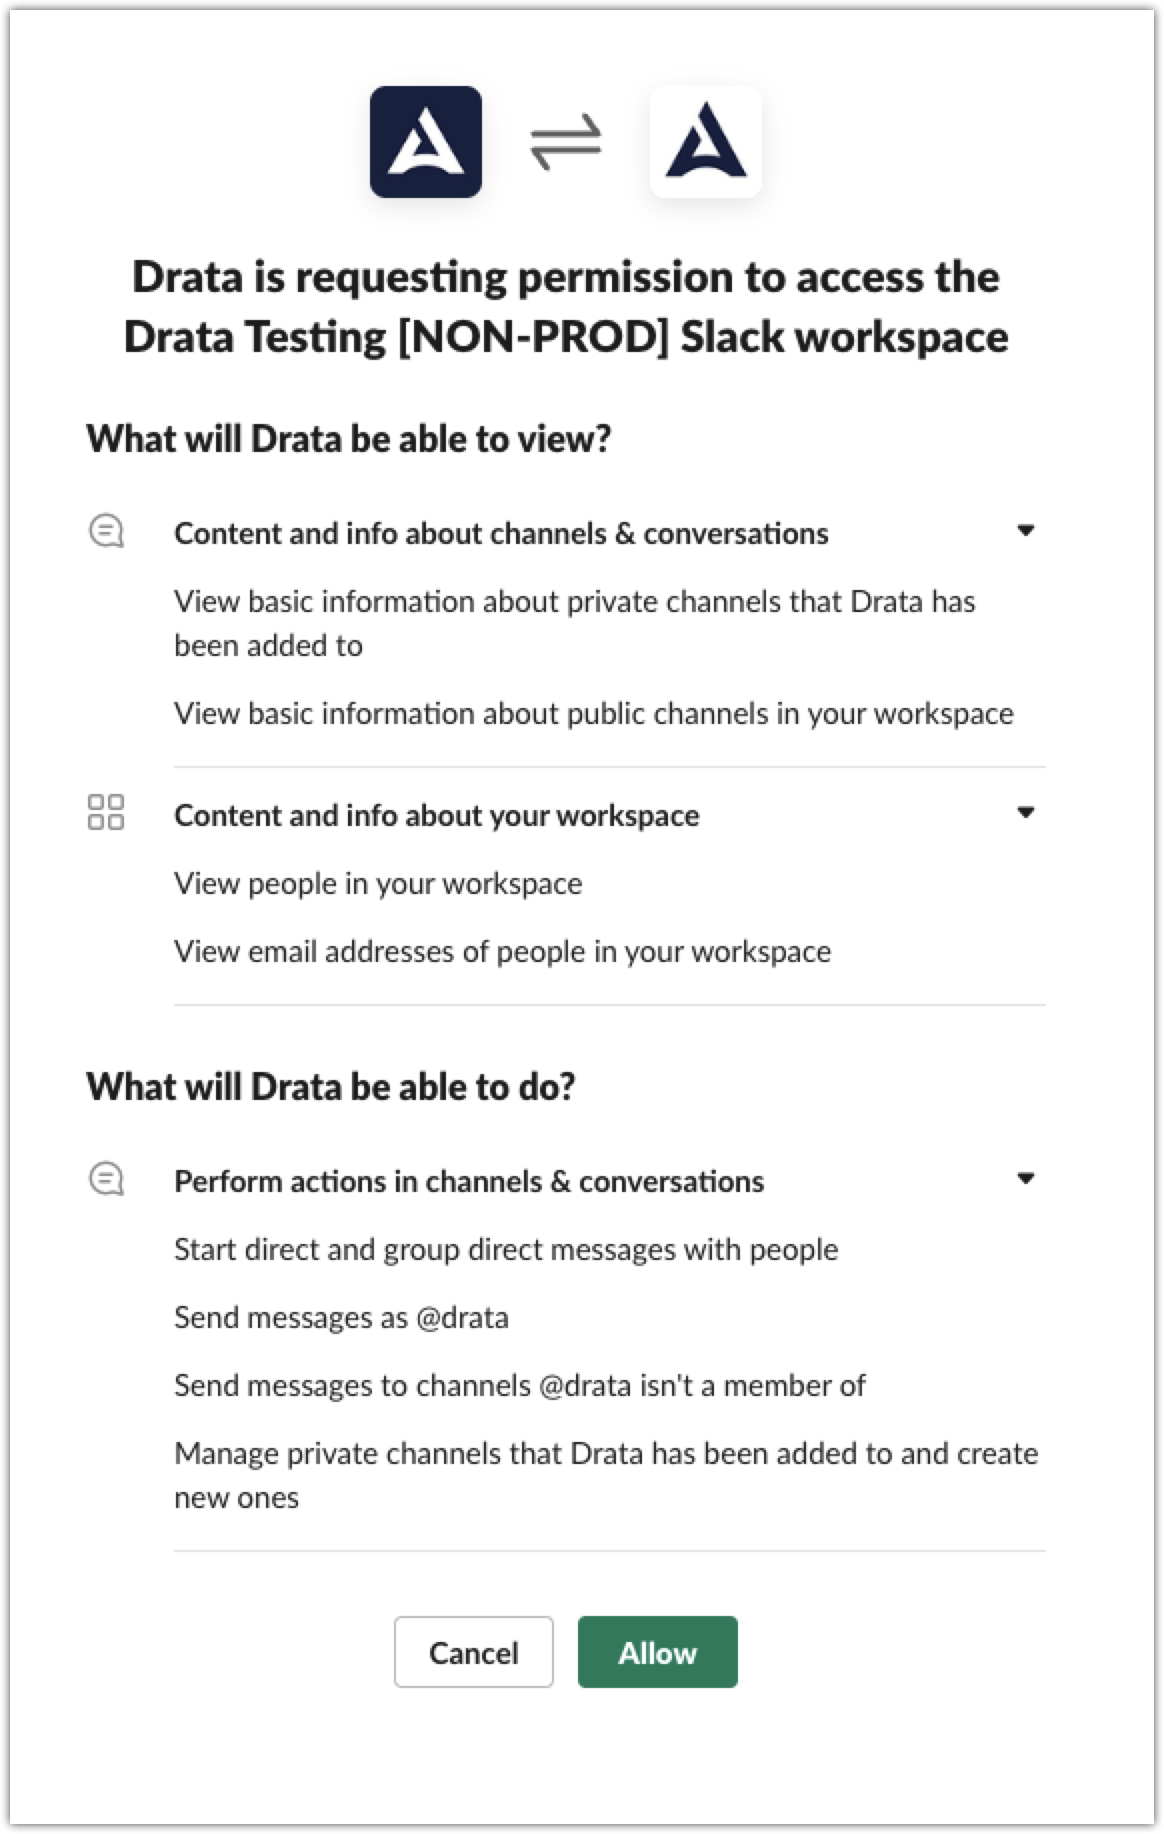 Drata is requesting permission to access the
Drata Testing [NON-PROD] Slack workspace
What will Drata be able to view?
Content and info about channels & conversations
View basic information about private channels that Drata has
been added to
View basic information about public channels in your workspace
Content and info about your workspace
View people in your workspace
View email addresses of people in your workspace
What will Drata be able to do?
Perform actions in channels & conversations
Start direct and group direct messages with people
Send messages as @drata
Send messages to channels @drata isn't a member of
Manage private channels that Drata has been added to and create
new ones
Cancel
Allow